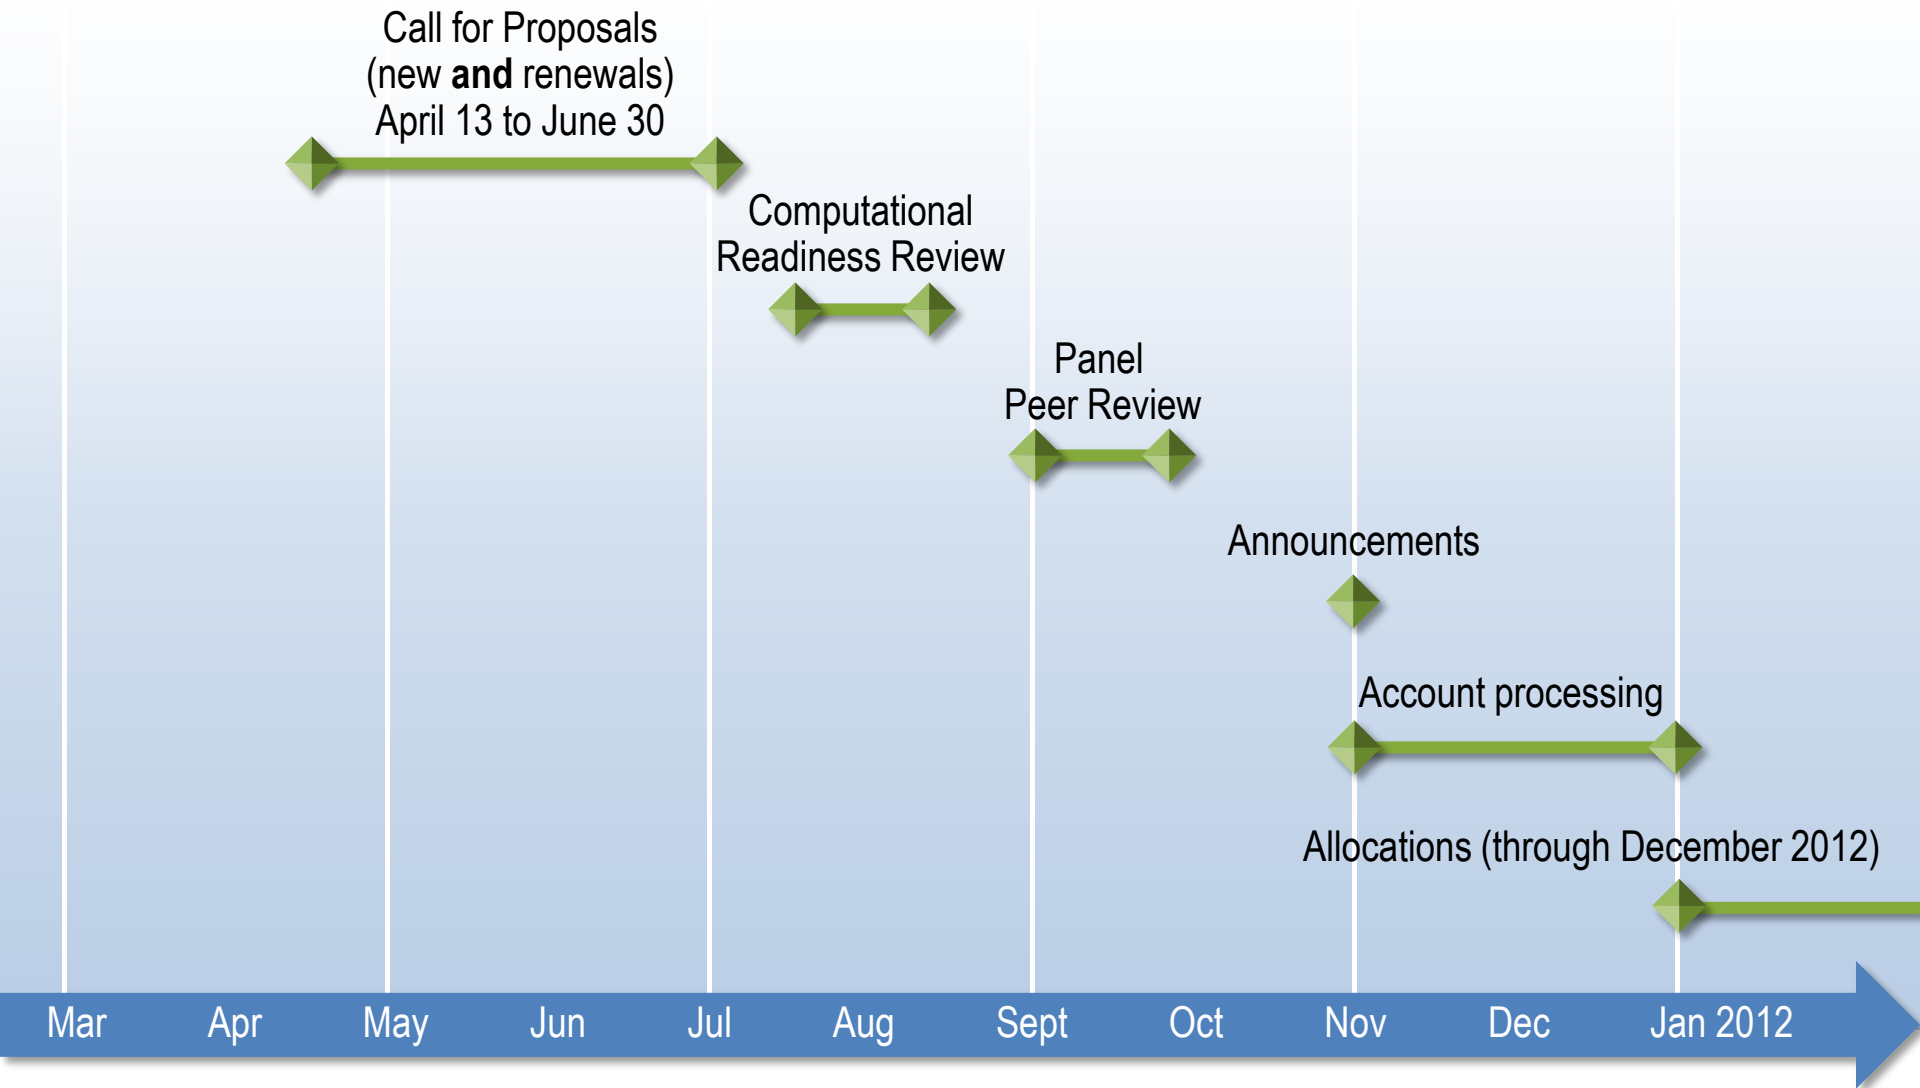 Call for Proposals
(new and renewals)
April 13 to June 30
Computational
Readiness Review
Panel
Peer Review
Announcements
Account processing
Allocations (through December 2012)
Mar Apr May Jun Jul Aug Sept Oct Nov Dec Jan 2012